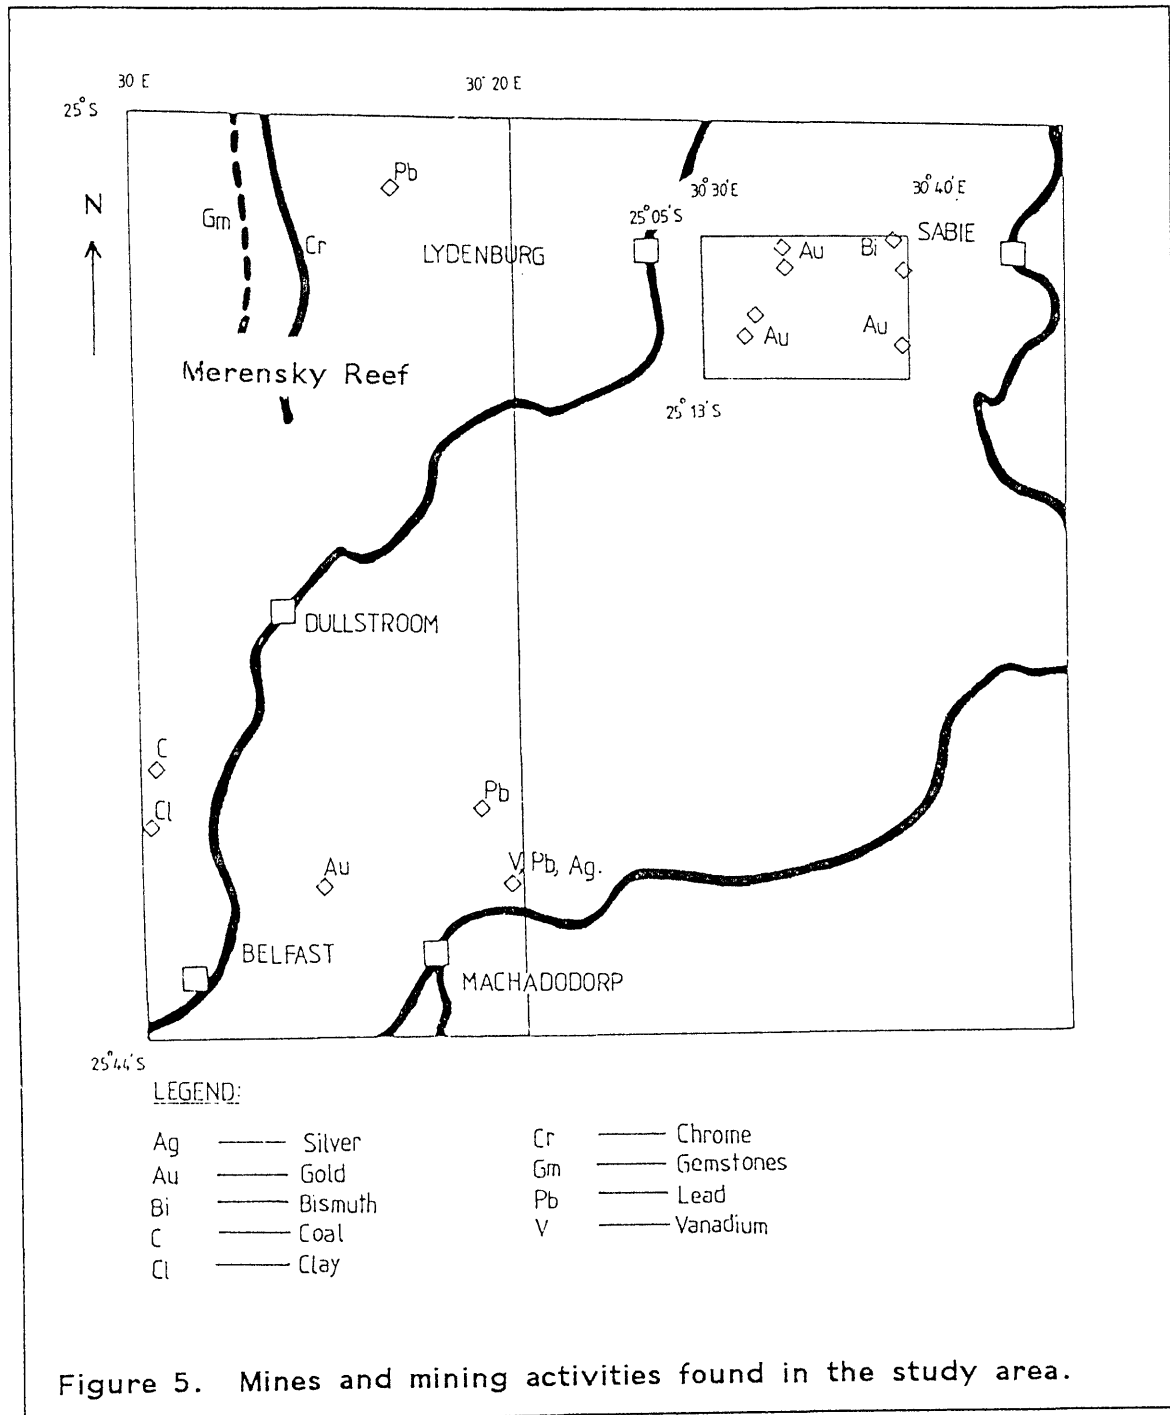 30 E
30° 20 E
25°S
Pb
N
30° 30'E
30° 40'E
Gm
25° 05'S
SABIE
Cr
LYDENBURG
Au
Bi
Au
Au
Merensky Reef
25° 13'S
DULLSTROOM
C
Cl
Pb
Au
V, Pb, Ag.
BELFAST
MACHADODORP
25° 44'S
LEGEND:
Ag —— Silver
Au —— Gold
Bi —— Bismuth
C —— Coal
Cl —— Clay
Cr —— Chrome
Gm —— Gemstones
Pb —— Lead
V —— Vanadium
Figure 5. Mines and mining activities found in the study area.